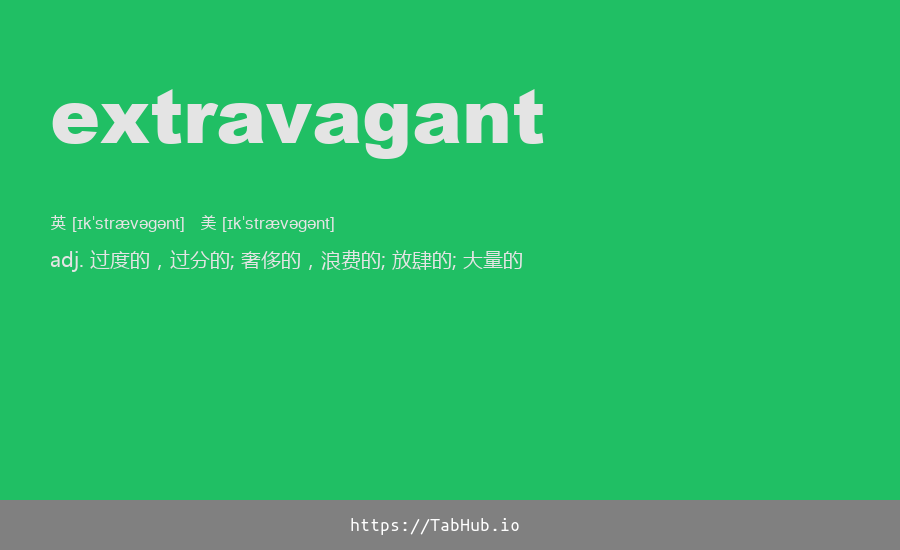 extravagant
英 [ɪkˈstrævəgənt] 美 [ɪkˈstrævəgənt]
adj. 过度的，过分的; 奢侈的，浪费的; 放肆的; 大量的
https://TabHub.io